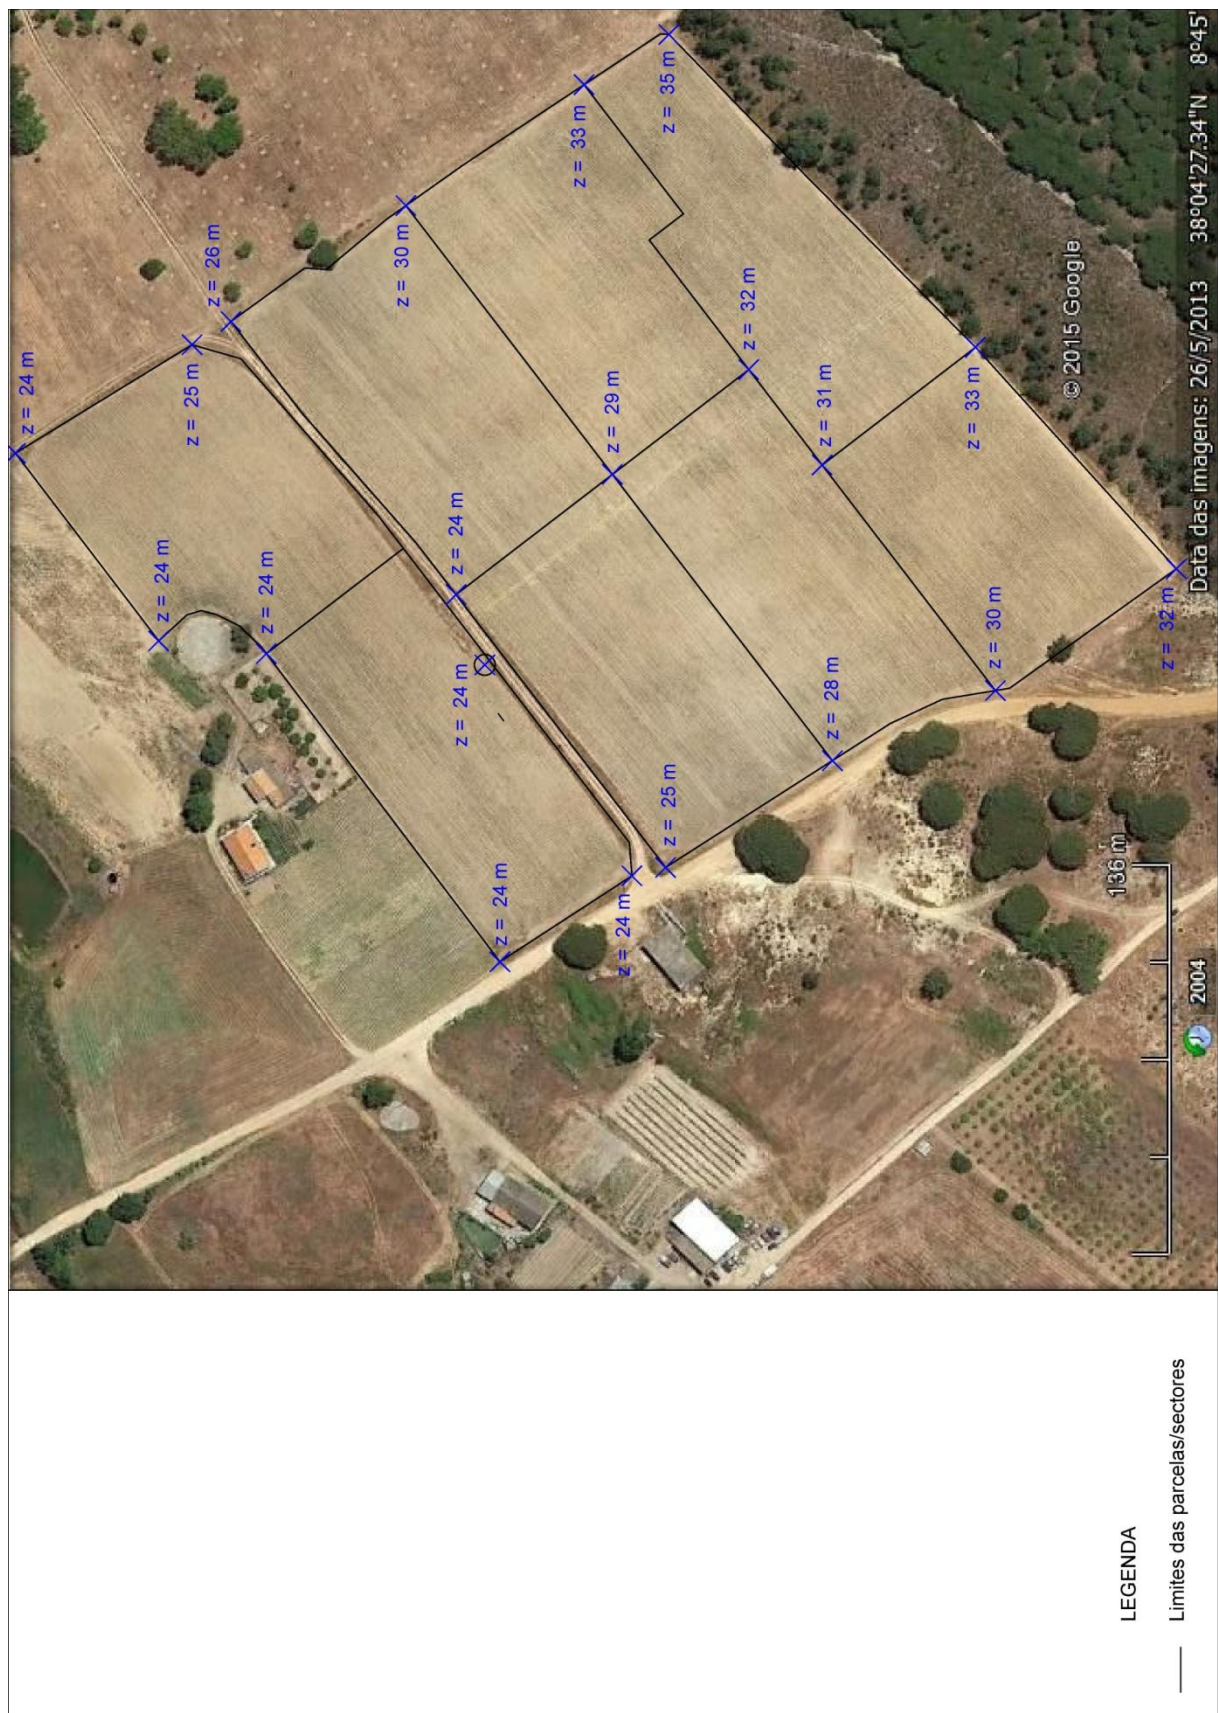 z = 24 m
z = 24 m
z = 25 m
z = 26 m
z = 24 m
z = 30 m
z = 24 m
z = 24 m
z = 24 m
z = 33 m
z = 29 m
z = 24 m
z = 25 m
z = 35 m
z = 32 m
z = 31 m
z = 28 m
z = 33 m
z = 30 m
© 2015 Google
136 m
z = 32 m
2004
Data das imagens: 26/5/2013 38°04'27.34"N 8°45'
LEGENDA
Limites das parcelas/sectores